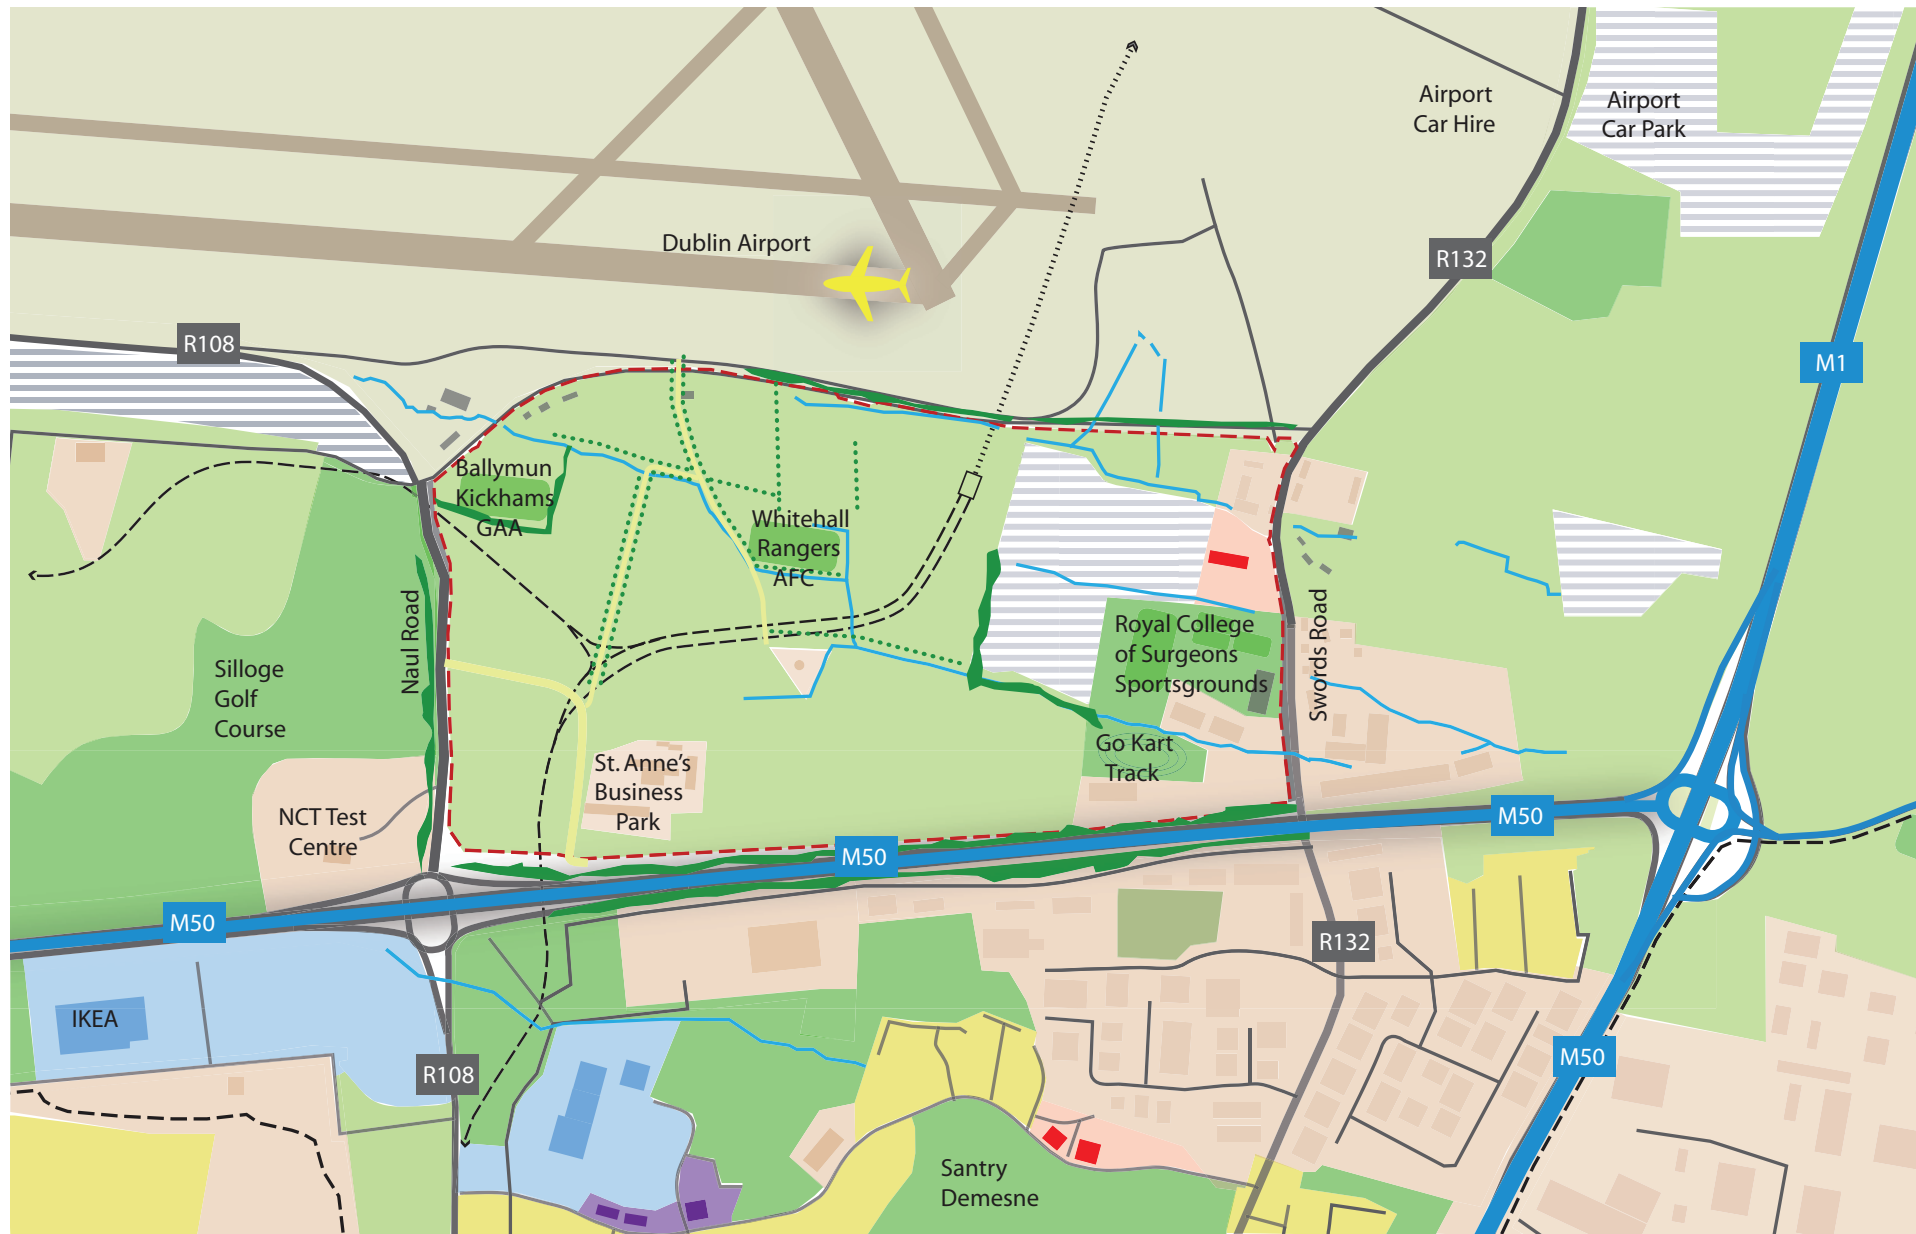 Airport
Car Hire
Airport
Car Park
Dublin Airport
R132
R108
M1
Ballymun
Kickhams
GAA
Whitehall
Rangers
AFC
Naul Road
Royal College
of Surgeons
Sportsgrounds
Swords Road
Silloge
Golf
Course
Go Kart
Track
St. Anne's
Business
Park
NCT Test
Centre
M50
M50
M50
R132
IKEA
R108
M50
Santry
Demesne